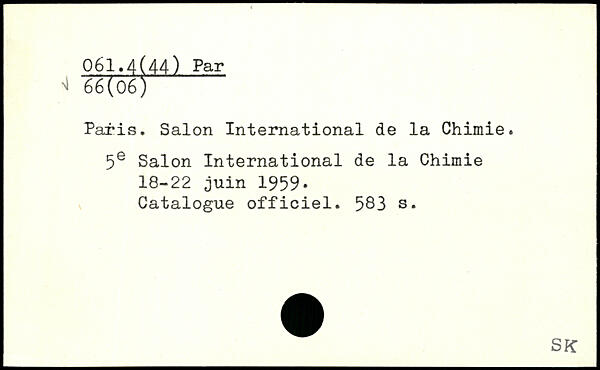 061.4(44) Par
66(06)
Paris. Salon International de la Chimie.
5e Salon International de la Chimie
18-22 juin 1959.
Catalogue officiel. 583 s.
SK